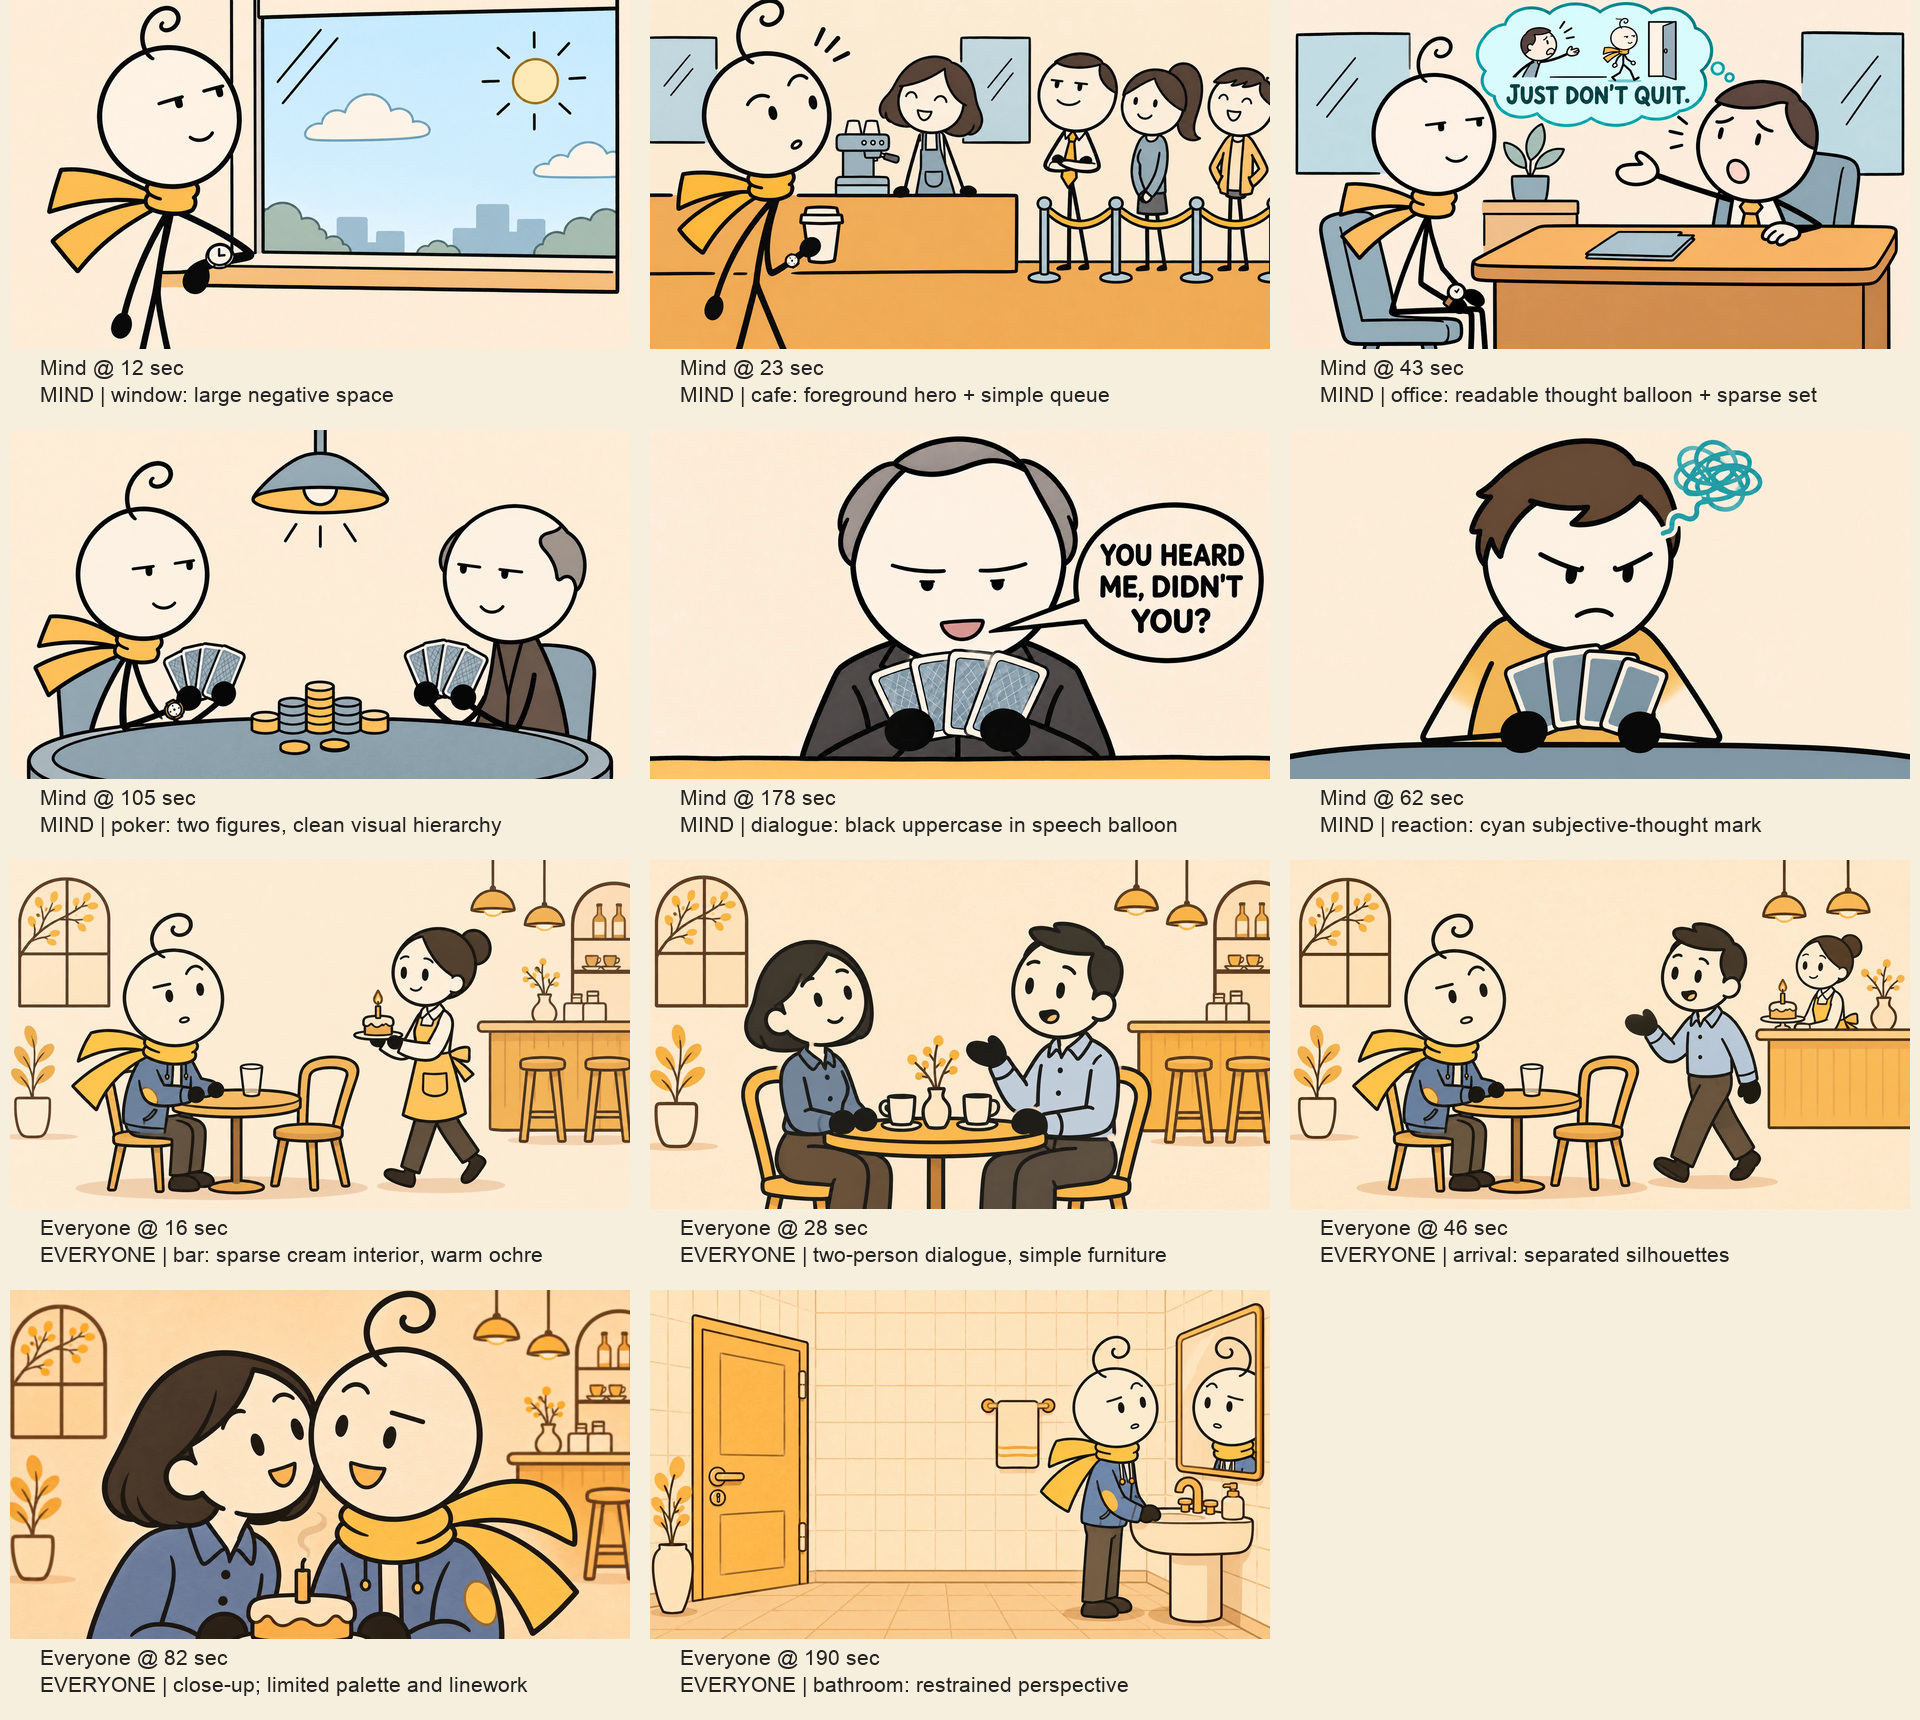 JUST DON'T QUIT.
Mind @ 12 sec
MIND | window: large negative space
Mind @ 23 sec
MIND | cafe: foreground hero + simple queue
Mind @ 43 sec
MIND | office: readable thought balloon + sparse set
YOU HEARD
ME, DIDN'T
YOU?
Mind @ 105 sec
MIND | poker: two figures, clean visual hierarchy
Mind @ 178 sec
MIND | dialogue: black uppercase in speech balloon
Mind @ 62 sec
MIND | reaction: cyan subjective-thought mark
Everyone @ 16 sec
EVERYONE | bar: sparse cream interior, warm ochre
Everyone @ 28 sec
EVERYONE | two-person dialogue, simple furniture
Everyone @ 46 sec
EVERYONE | arrival: separated silhouettes
Everyone @ 82 sec
EVERYONE | close-up; limited palette and linework
Everyone @ 190 sec
EVERYONE | bathroom: restrained perspective